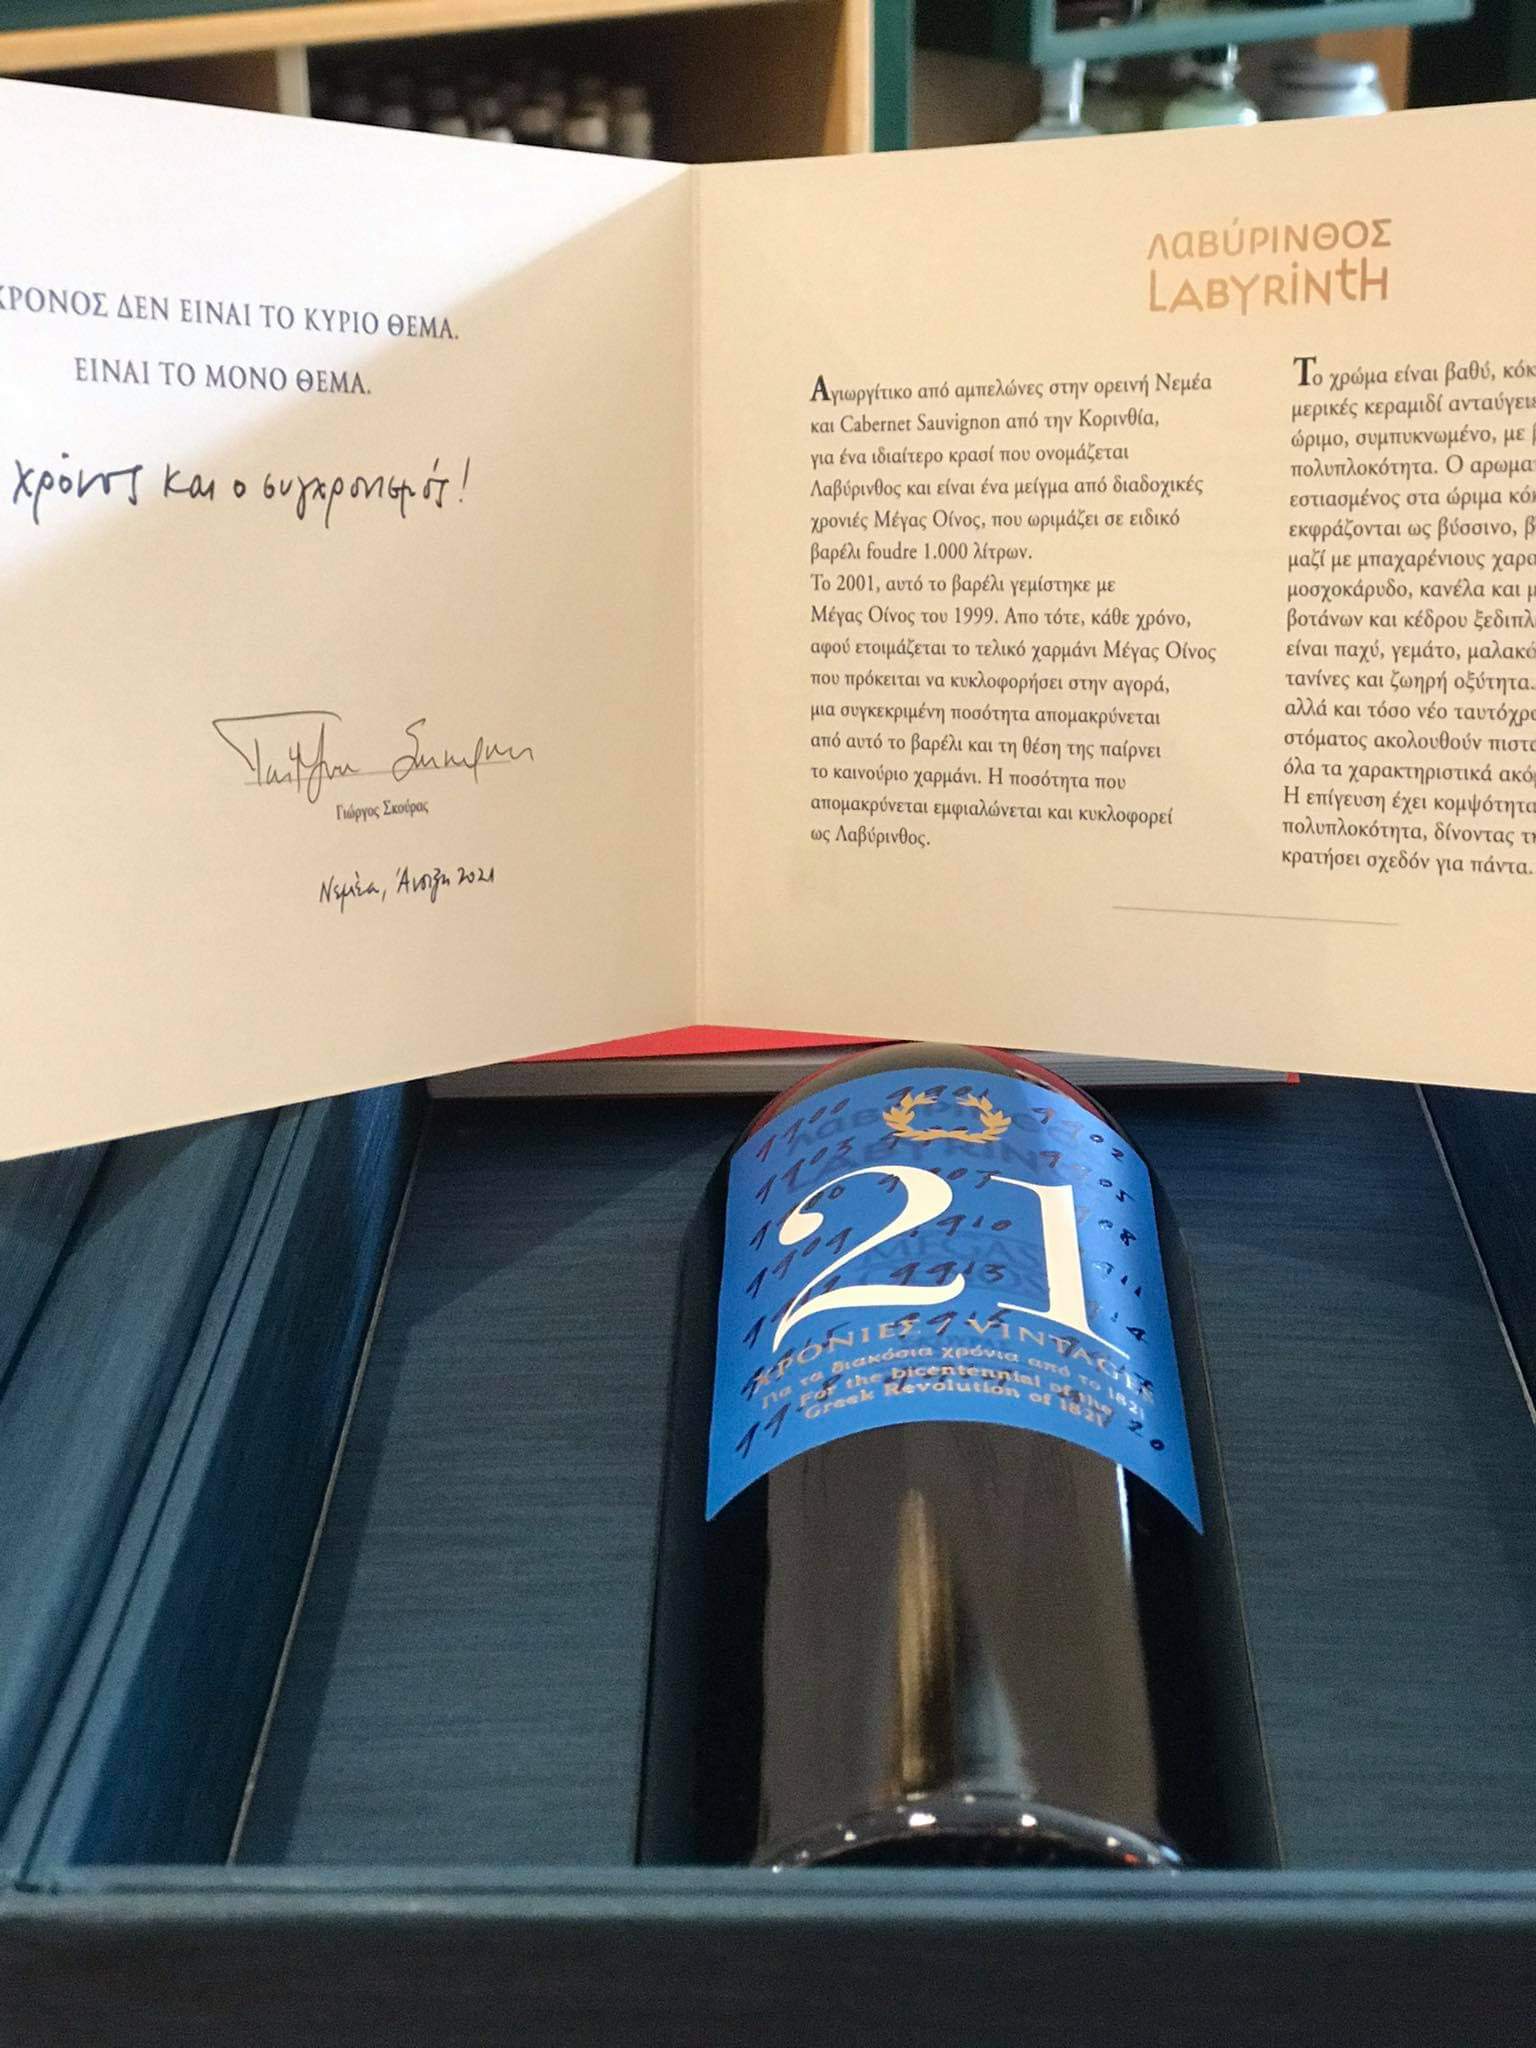 ΧΡΟΝΟΣ ΔΕΝ ΕΙΝΑΙ ΤΟ ΚΥΡΙΟ ΘΕΜΑ.
ΕΙΝΑΙ ΤΟ ΜΟΝΟ ΘΕΜΑ.
χρόνος και ο συγχρονισμός!
Γιώργος Σκούρας
Νεμέα, Άνοιξη 2021
ΛΑΒΎΡΙΝΘΟΣ
LABYRINTH
Αγιωργίτικο από αμπελώνες στην ορεινή Νεμέα
και Cabernet Sauvignon από την Κορινθία,
για ένα ιδιαίτερο κρασί που ονομάζεται
Λαβύρινθος και είναι ένα μείγμα από διαδοχικές
χρονιές Μέγας Οίνος, που ωριμάζει σε ειδικό
βαρέλι foudre 1.000 λίτρων.
Το 2001, αυτό το βαρέλι γεμίστηκε με
Μέγας Οίνος του 1999. Απο τότε, κάθε χρόνο,
αφού ετοιμάζεται το τελικό χαρμάνι Μέγας Οίνος
που πρόκειται να κυκλοφορήσει στην αγορά,
μια συγκεκριμένη ποσότητα απομακρύνεται
από αυτό το βαρέλι και τη θέση της παίρνει
το καινούριο χαρμάνι. Η ποσότητα που
απομακρύνεται εμφιαλώνεται και κυκλοφορεί
ως Λαβύρινθος.
Το χρώμα είναι βαθύ,
μερικές κεραμιδί
ώριμο, συμπυκνωμένο, με
πολυπλοκότητα. Ο
εστιασμένος στα ώριμα
εκφράζονται ως βύσσινο,
μαζί με μπαχαρένιους
μοσχοκάρυδο, κανέλα και
βοτάνων και κέδρου
είναι παχύ, γεμάτο,
τανίνες και ζωηρή οξύτητα.
αλλά και τόσο νέο
στόματος ακολουθούν
όλα τα χαρακτηριστικά
Η επίγευση έχει
πολυπλοκότητα, δίνοντας
κρατήσει σχεδόν για πάντα.
21
ΧΡΟΝΙΕΣ / VINTAGES
Για τα διακόσια χρόνια από το 1821
For the bicentennial of the
Greek Revolution of 1821